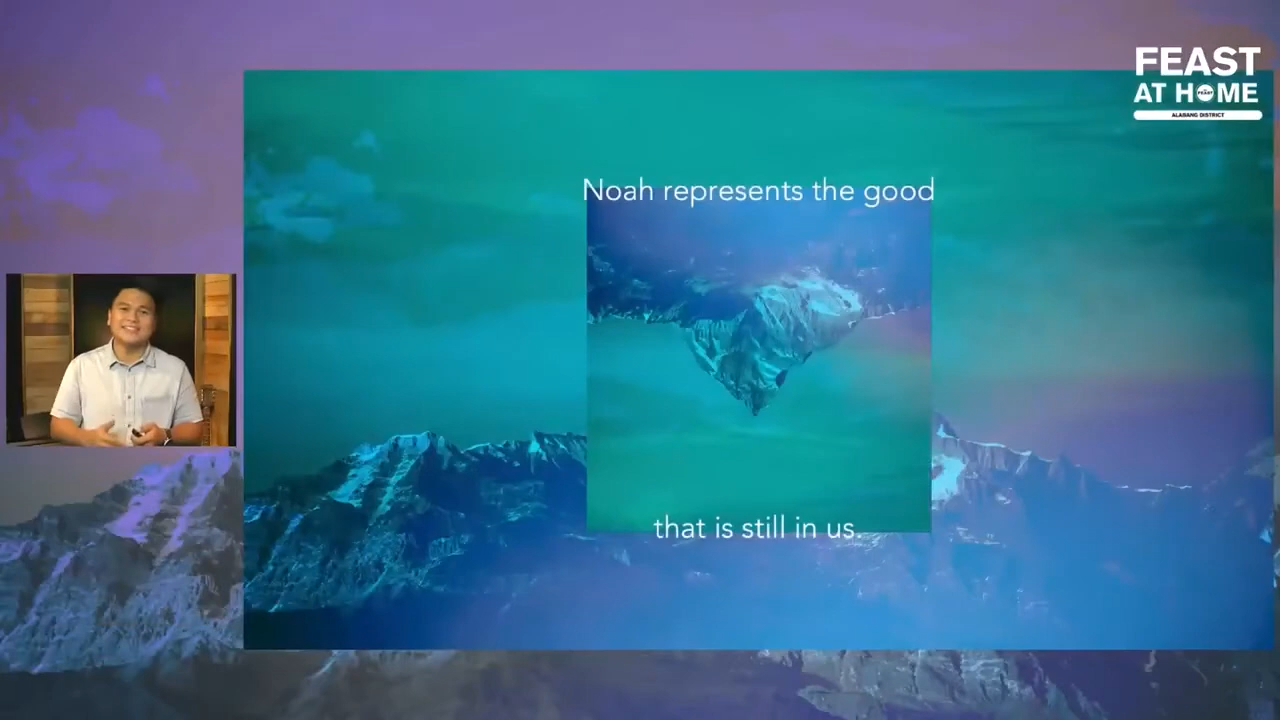 FEAST
AT HOME
ALABANG DISTRICT
Noah represents the good
that is still in us.